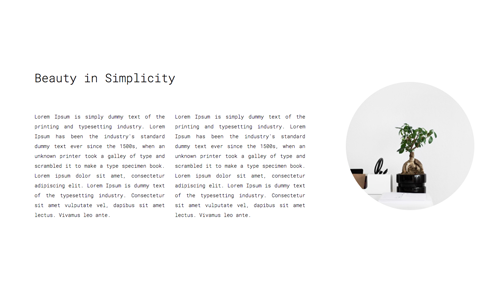 Beauty in Simplicity
Lorem Ipsum is simply dummy text of the
printing and typesetting industry. Lorem
Ipsum has been the industry's standard
dummy text ever since the 1500s, when an
unknown printer took a galley of type and
scrambled it to make a type specimen book.
Lorem ipsum dolor sit amet, consectetur
adipiscing elit. Lorem Ipsum is dummy text
of the typesetting industry. Consectetur
sit amet vulputate vel, dapibus sit amet
lectus. Vivamus leo ante.
Lorem Ipsum is simply dummy text of the
printing and typesetting industry. Lorem
Ipsum has been the industry's standard
dummy text ever since the 1500s, when an
unknown printer took a galley of type and
scrambled it to make a type specimen book.
Lorem ipsum dolor sit amet, consectetur
adipiscing elit. Lorem Ipsum is dummy text
of the typesetting industry. Consectetur
sit amet vulputate vel, dapibus sit amet
lectus. Vivamus leo ante.